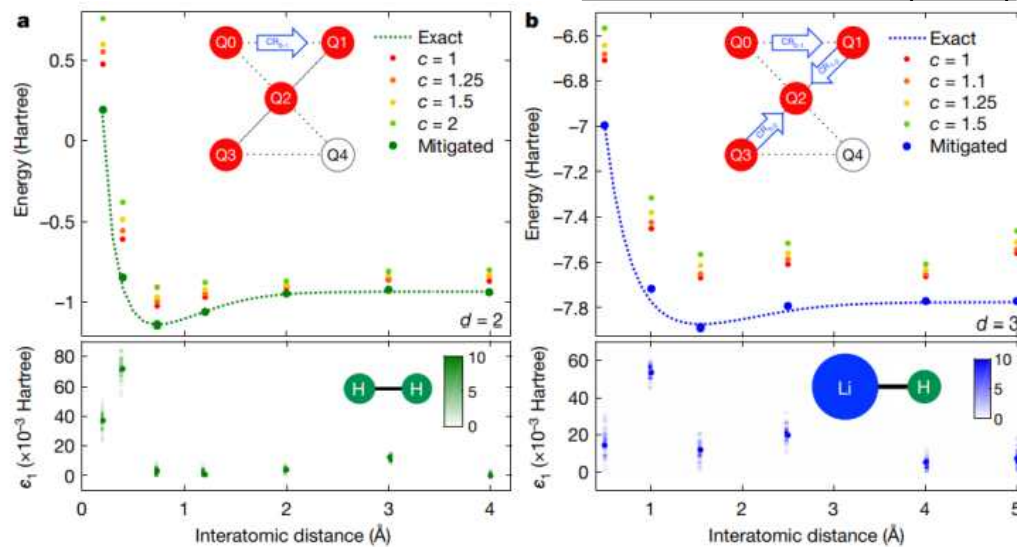 a
Energy (Hartree)
0.5
0
−0.5
−1
Q0
Q1
Q2
Q3
Q4
Exact
c = 1
c = 1.25
c = 1.5
c = 2
Mitigated
d = 2
ϵ₁ (×10⁻³ Hartree)
80
60
40
20
0
H
H
10
5
0
0
1
2
3
4
Interatomic distance (Å)
b
Energy (Hartree)
−6.6
−6.8
−7
−7.2
−7.4
−7.6
−7.8
Q0
Q1
Q2
Q3
Q4
Exact
c = 1
c = 1.1
c = 1.25
c = 1.5
Mitigated
d = 3
ϵ₁ (×10⁻³ Hartree)
60
40
20
0
Li
H
10
5
0
1
2
3
4
5
Interatomic distance (Å)